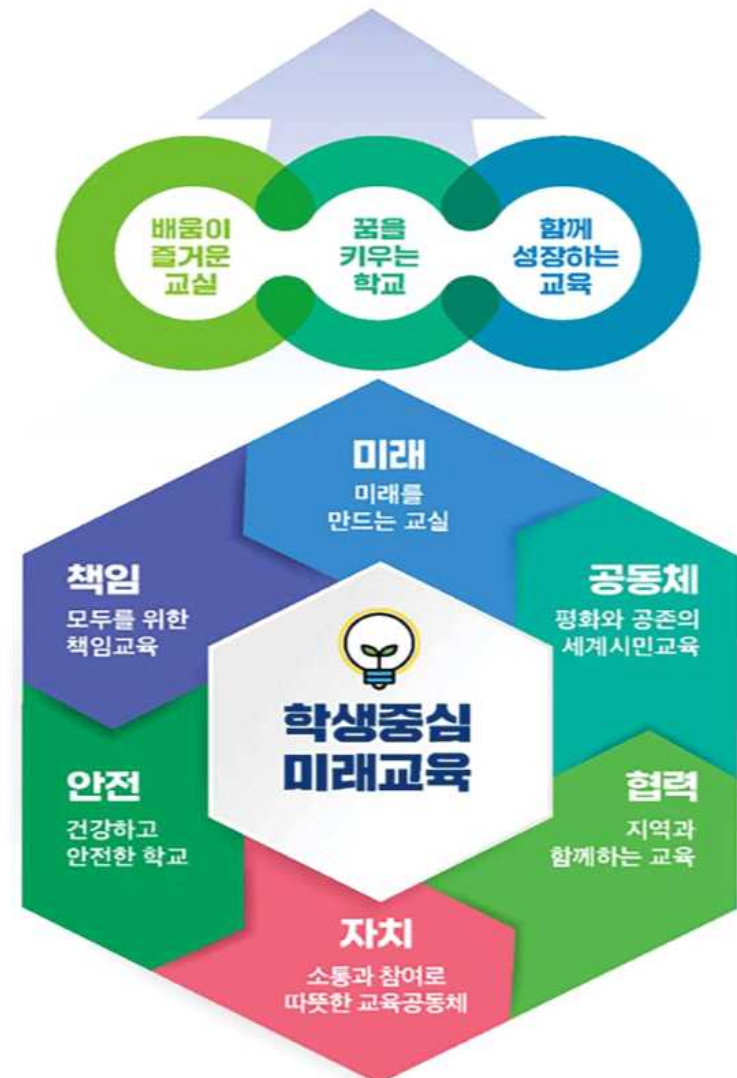 배움이
즐거운
교실
꿈을
키우는
학교
함께
성장하는
교육
미래
미래를
만드는 교실
책임
모두를 위한
책임교육
공동체
평화와 공존의
세계시민교육
학생중심
미래교육
안전
건강하고
안전한 학교
협력
지역과
함께하는 교육
자치
소통과 참여로
따뜻한 교육공동체